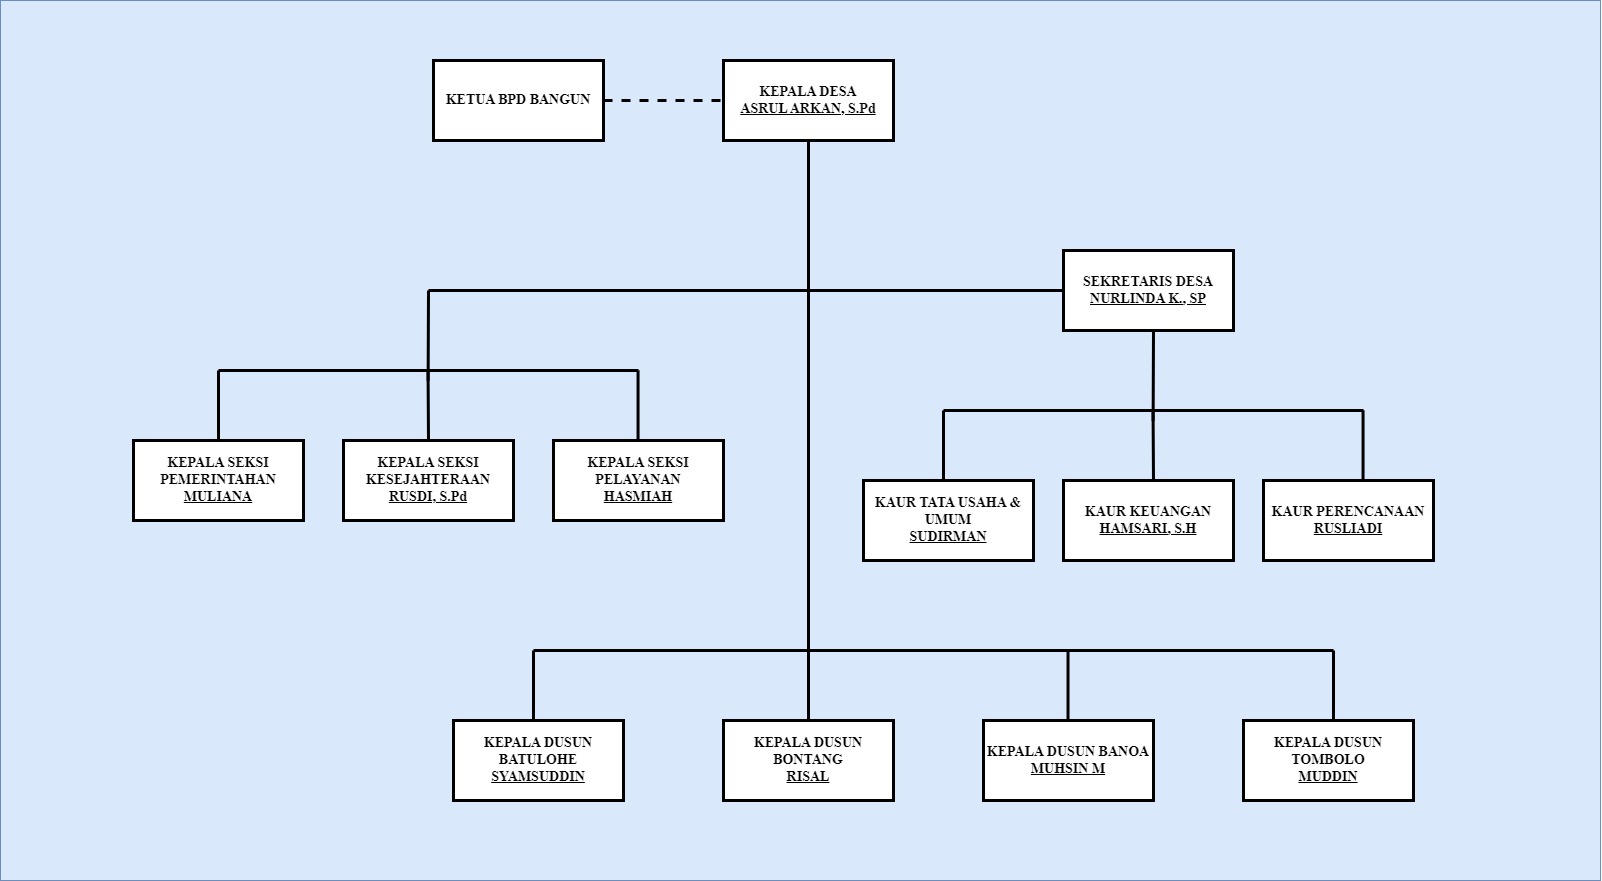 KETUA BPD BANGUN
KEPALA DESA
ASRUL ARKAN, S.Pd
SEKRETARIS DESA
NURLINDA K., SP
KEPALA SEKSI
PEMERINTAHAN
MULIANA
KEPALA SEKSI
KESEJAHTERAAN
RUSDI, S.Pd
KEPALA SEKSI
PELAYANAN
HASMIAH
KAUR TATA USAHA &
UMUM
SUDIRMAN
KAUR KEUANGAN
HAMSARI, S.H
KAUR PERENCANAAN
RUSLIADI
KEPALA DUSUN
BATULOHE
SYAMSUDDIN
KEPALA DUSUN
BONTANG
RISAL
KEPALA DUSUN BANOA
MUHSIN M
KEPALA DUSUN
TOMBOLO
MUDDIN